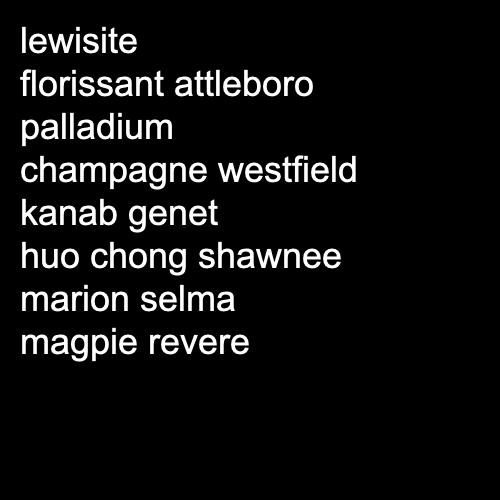 lewisite
florissant attleboro
palladium
champagne westfield
kanab genet
huo chong shawnee
marion selma
magpie revere